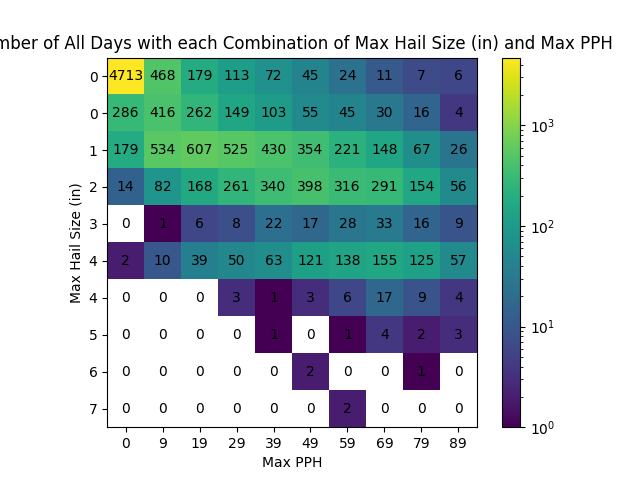 mber of All Days with each Combination of Max Hail Size (in) and Max PPH
0 4713 468 179 113 72 45 24 11 7 6
0 286 416 262 149 103 55 45 30 16 4
1 179 534 607 525 430 354 221 148 67 26
2 14 82 168 261 340 398 316 291 154 56
3 0 1 6 8 22 17 28 33 16 9
4 2 10 39 50 63 121 138 155 125 57
4 0 0 0 3 1 3 6 17 9 4
5 0 0 0 0 1 0 1 4 2 3
6 0 0 0 0 0 2 0 0 1 0
7 0 0 0 0 0 0 2 0 0 0
0 9 19 29 39 49 59 69 79 89
Max PPH
Max Hail Size (in)
10³
10²
10¹
10⁰